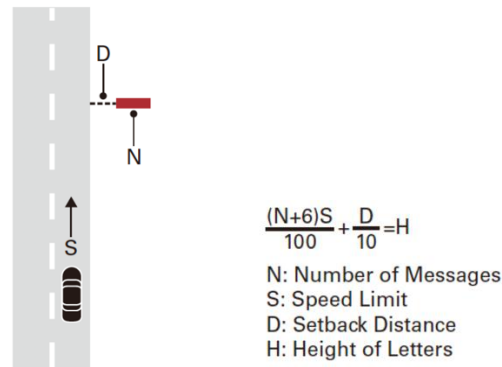 D
N
S
(N+6)S/100 + D/10 =H
N: Number of Messages
S: Speed Limit
D: Setback Distance
H: Height of Letters